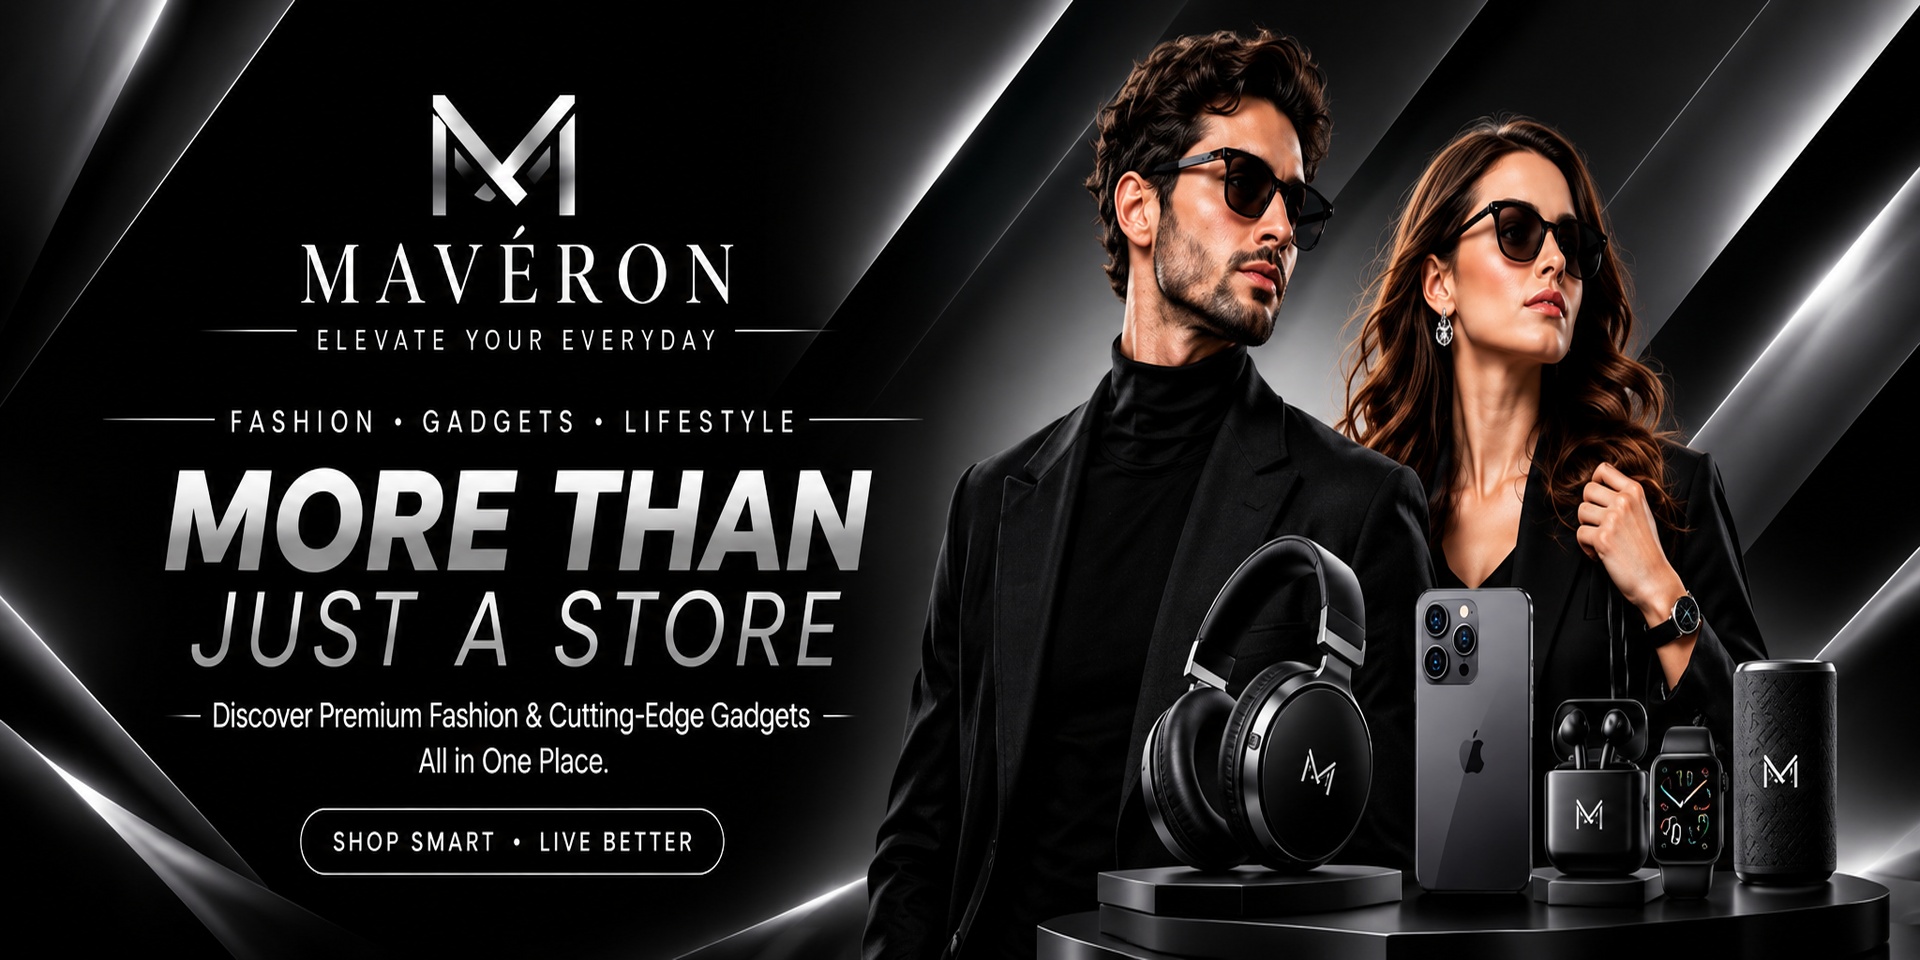 M
MAVÉRON
ELEVATE YOUR EVERYDAY
FASHION • GADGETS • LIFESTYLE
MORE THAN
JUST A STORE
Discover Premium Fashion & Cutting-Edge Gadgets
All in One Place.
SHOP SMART • LIVE BETTER
M
M
M